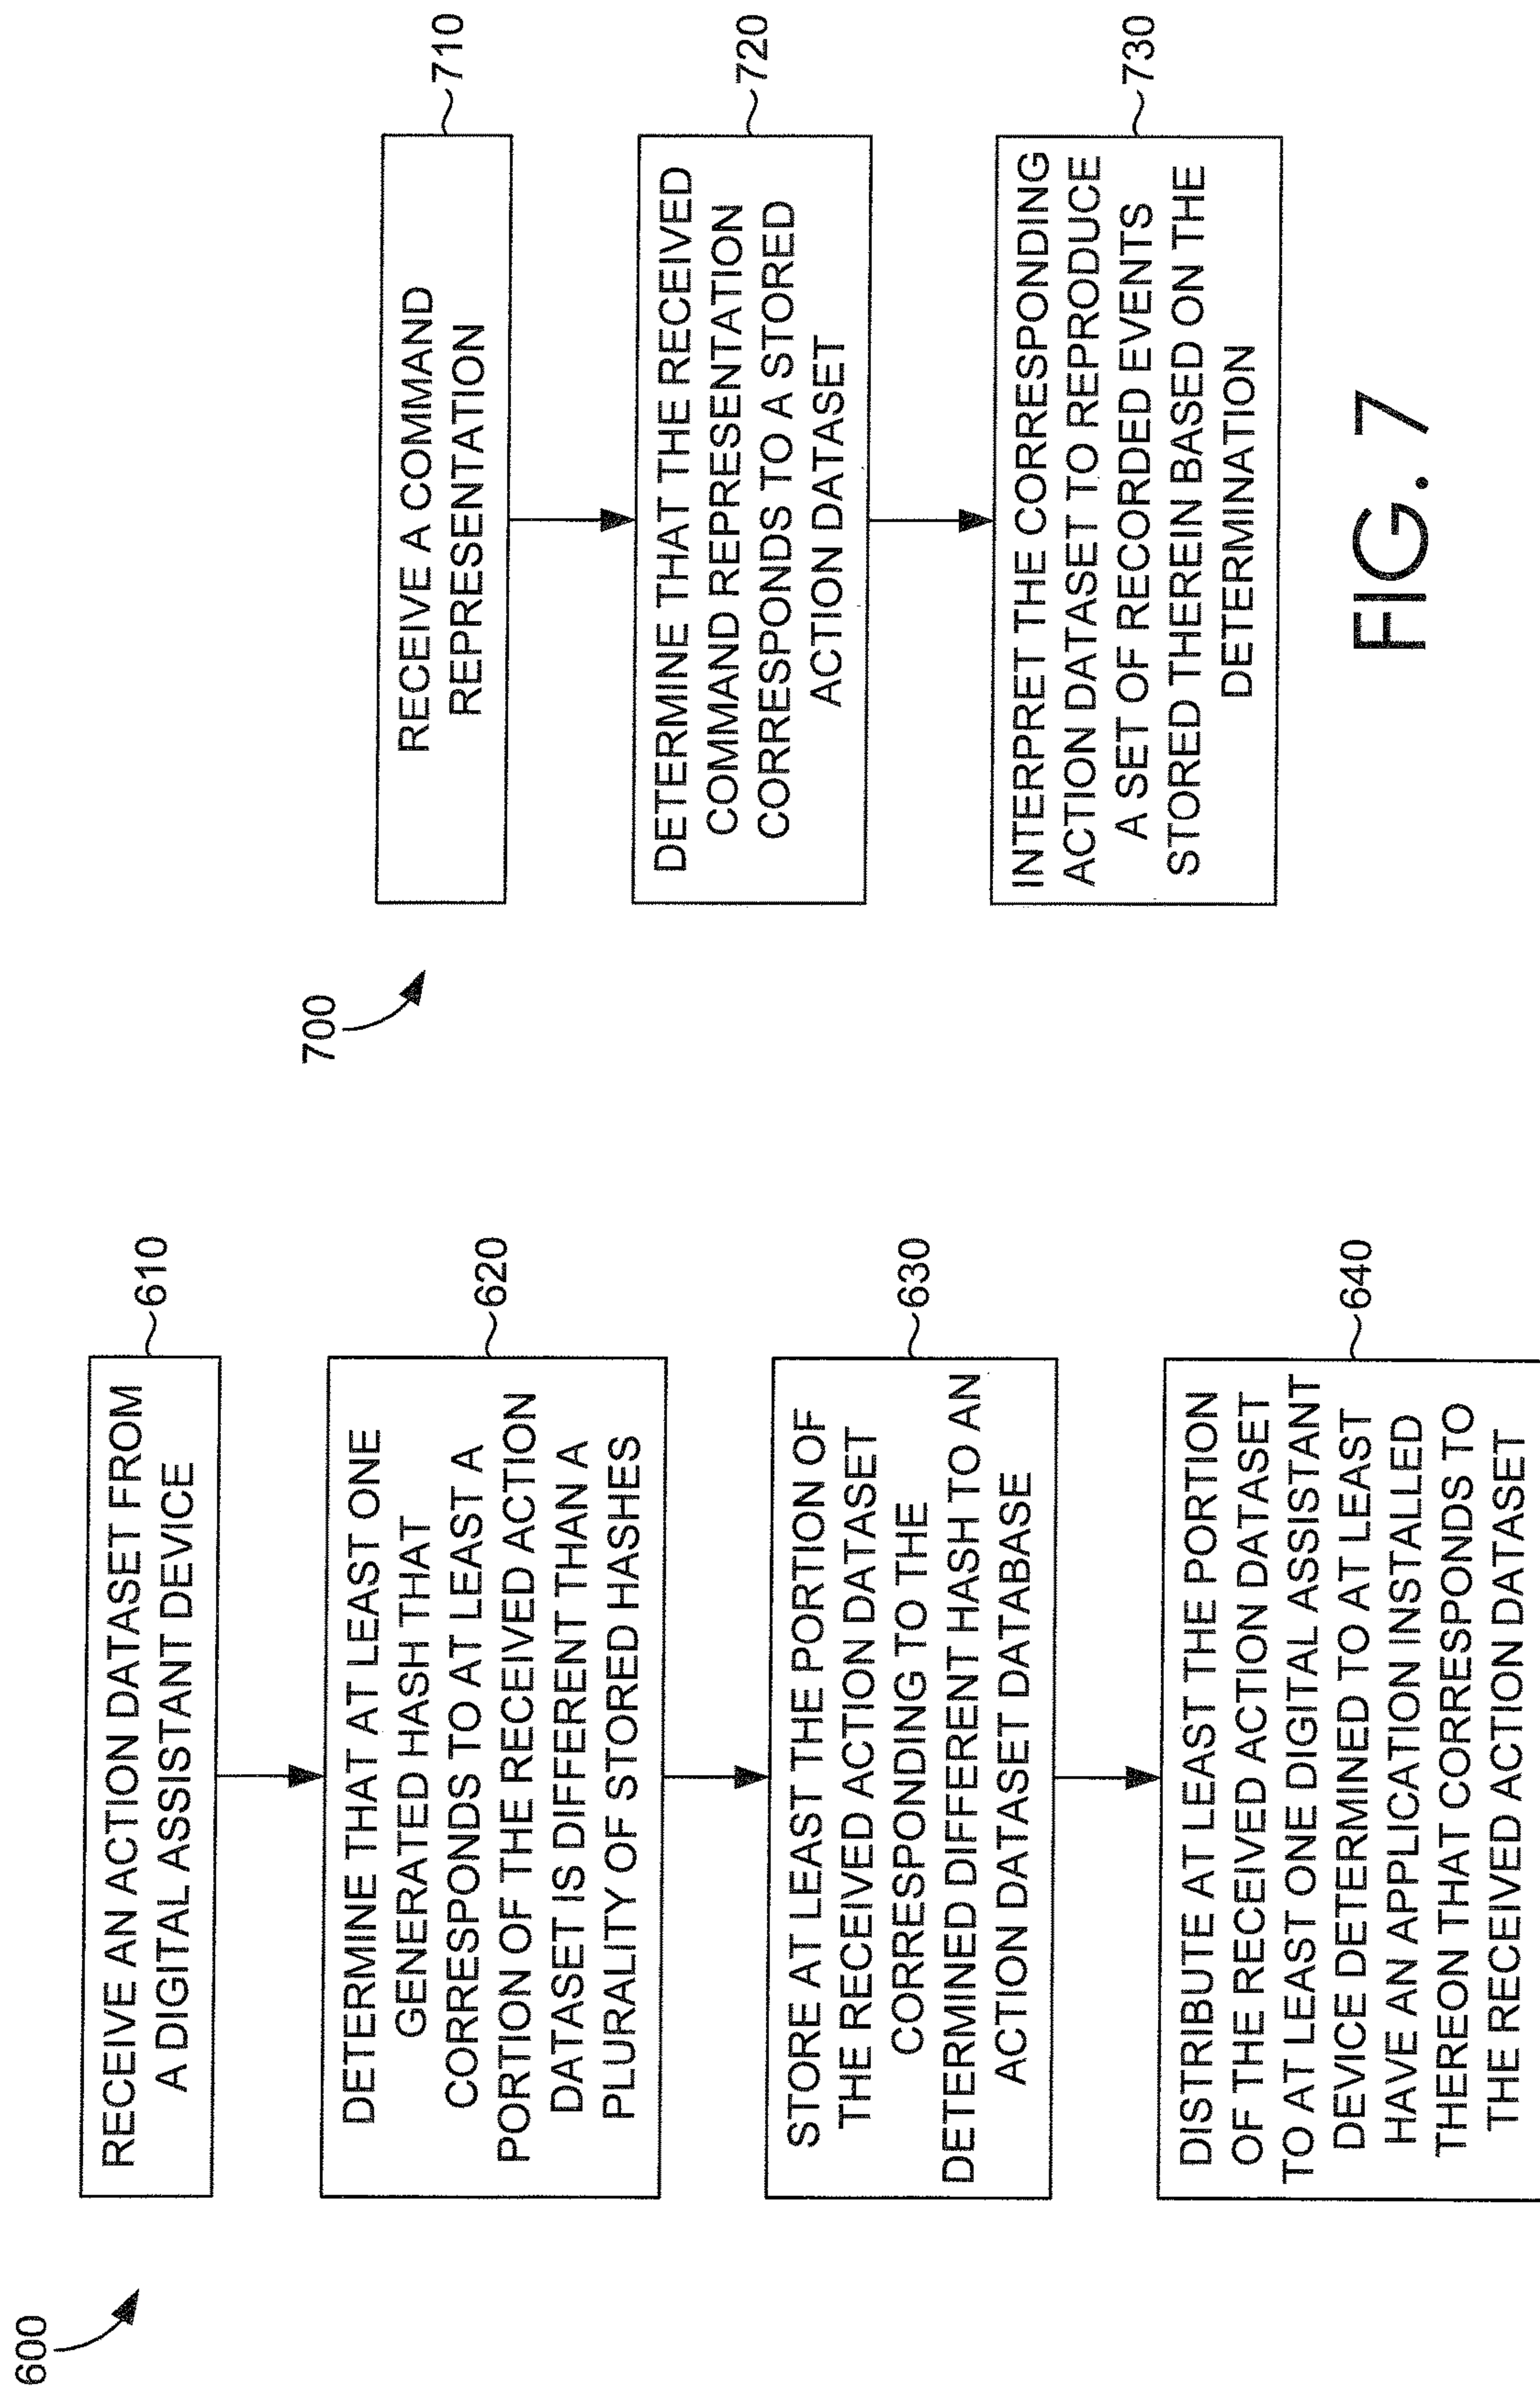 600
RECEIVE AN ACTION DATASET FROM
A DIGITAL ASSISTANT DEVICE
610
DETERMINE THAT AT LEAST ONE
GENERATED HASH THAT
CORRESPONDS TO AT LEAST A
PORTION OF THE RECEIVED ACTION
DATASET IS DIFFERENT THAN A
PLURALITY OF STORED HASHES
620
STORE AT LEAST THE PORTION OF
THE RECEIVED ACTION DATASET
CORRESPONDING TO THE
DETERMINED DIFFERENT HASH TO AN
ACTION DATASET DATABASE
630
DISTRIBUTE AT LEAST THE PORTION
OF THE RECEIVED ACTION DATASET
TO AT LEAST ONE DIGITAL ASSISTANT
DEVICE DETERMINED TO AT LEAST
HAVE AN APPLICATION INSTALLED
THEREON THAT CORRESPONDS TO
THE RECEIVED ACTION DATASET
640
700
RECEIVE A COMMAND
REPRESENTATION
710
DETERMINE THAT THE RECEIVED
COMMAND REPRESENTATION
CORRESPONDS TO A STORED
ACTION DATASET
720
INTERPRET THE CORRESPONDING
ACTION DATASET TO REPRODUCE
A SET OF RECORDED EVENTS
STORED THEREIN BASED ON THE
DETERMINATION
730
FIG. 7